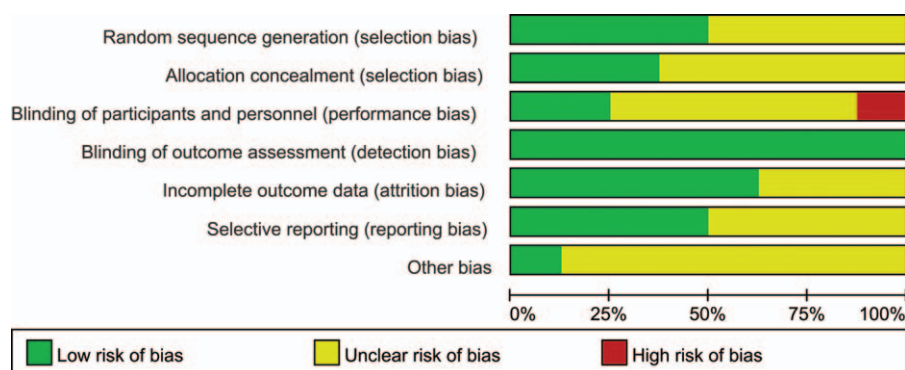 Random sequence generation (selection bias)
Allocation concealment (selection bias)
Blinding of participants and personnel (performance bias)
Blinding of outcome assessment (detection bias)
Incomplete outcome data (attrition bias)
Selective reporting (reporting bias)
Other bias
0% 25% 50% 75% 100%
Low risk of bias Unclear risk of bias High risk of bias